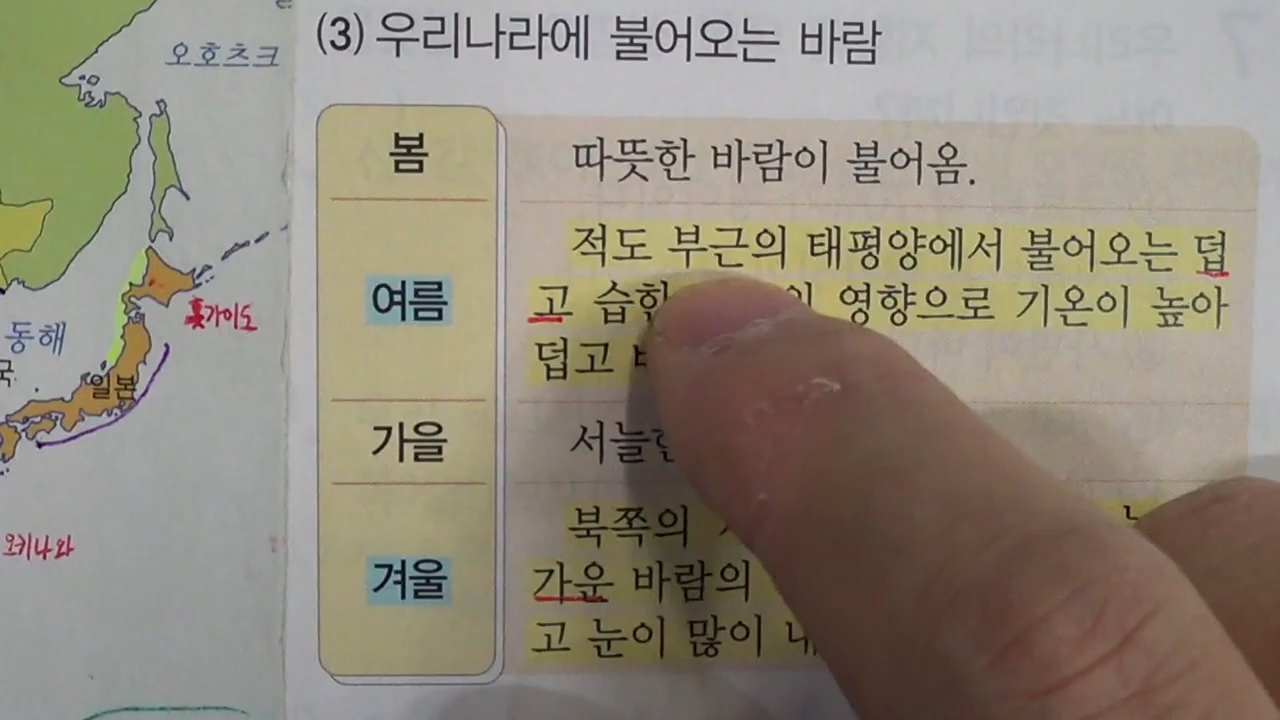 오호츠크
홋가이도
동해
국
일본
오키나와
(3) 우리나라에 불어오는 바람
봄
따뜻한 바람이 불어옴.
여름
적도 부근의 태평양에서 불어오는 덥
고 습한 영향으로 기온이 높아
덥고
가을
서늘한
겨울
북쪽의
가운 바람의
고 눈이 많이